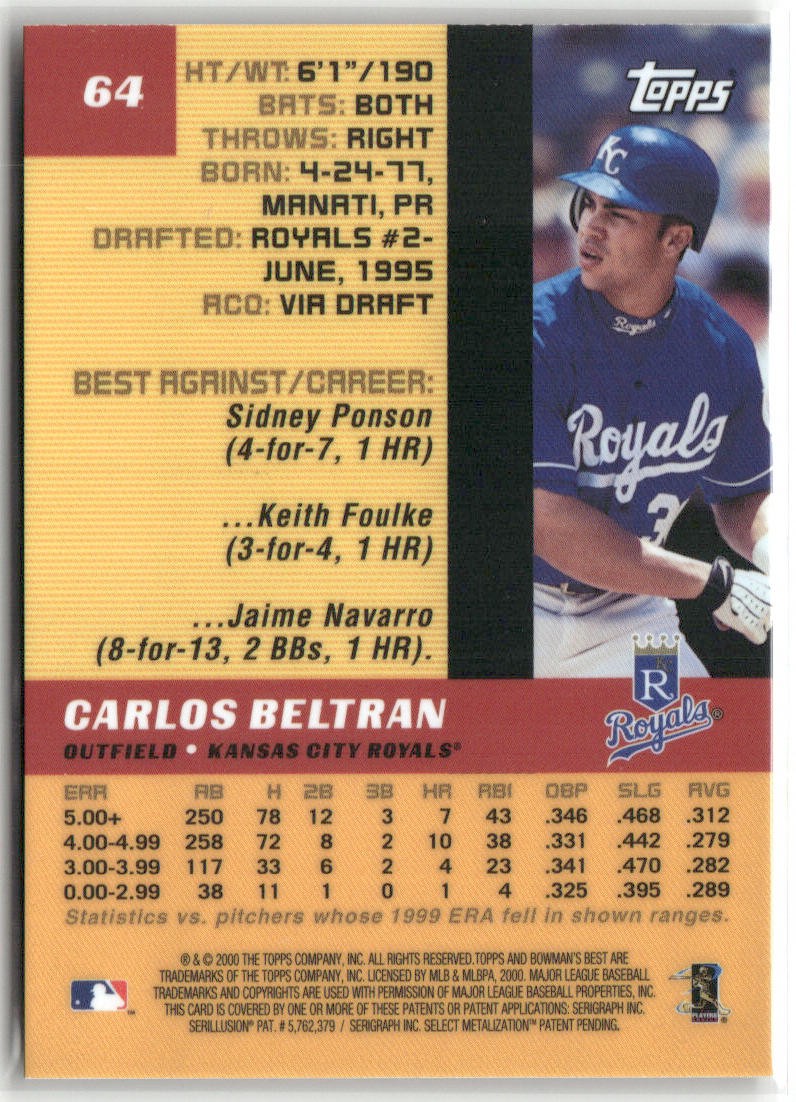 64
HT/WT: 6'1"/190
BATS: BOTH
THROWS: RIGHT
BORN: 4-24-77,
MANATI, PR
DRAFTED: ROYALS #2-
JUNE, 1995
ACQ: VIA DRAFT
BEST AGAINST/CAREER:
Sidney Ponson
(4-for-7, 1 HR)
...Keith Foulke
(3-for-4, 1 HR)
...Jaime Navarro
(8-for-13, 2 BBs, 1 HR).
Topps
KC
Royals
Royals
3
CARLOS BELTRAN
OUTFIELD • KANSAS CITY ROYALS®
KC
R
Royals®
ERA AB H 2B 3B HR RBI OBP SLG AVG
5.00+ 250 78 12 3 7 43 .346 .468 .312
4.00-4.99 258 72 8 2 10 38 .331 .442 .279
3.00-3.99 117 33 6 2 4 23 .341 .470 .282
0.00-2.99 38 11 1 0 1 4 .325 .395 .289
Statistics vs. pitchers whose 1999 ERA fell in shown ranges.
® & © 2000 THE TOPPS COMPANY, INC. ALL RIGHTS RESERVED.TOPPS AND BOWMAN'S BEST ARE
TRADEMARKS OF THE TOPPS COMPANY, INC. LICENSED BY MLB & MLBPA, 2000. MAJOR LEAGUE BASEBALL
TRADEMARKS AND COPYRIGHTS ARE USED WITH PERMISSION OF MAJOR LEAGUE BASEBALL PROPERTIES, INC.
THIS CARD IS COVERED BY ONE OR MORE OF THESE PATENTS OR PATENT APPLICATIONS: SERIGRAPH INC.
SERILLUSION® PAT. # 5,762,379 / SERIGRAPH INC. SELECT METALIZATION™ PATENT PENDING.
PLAYERS